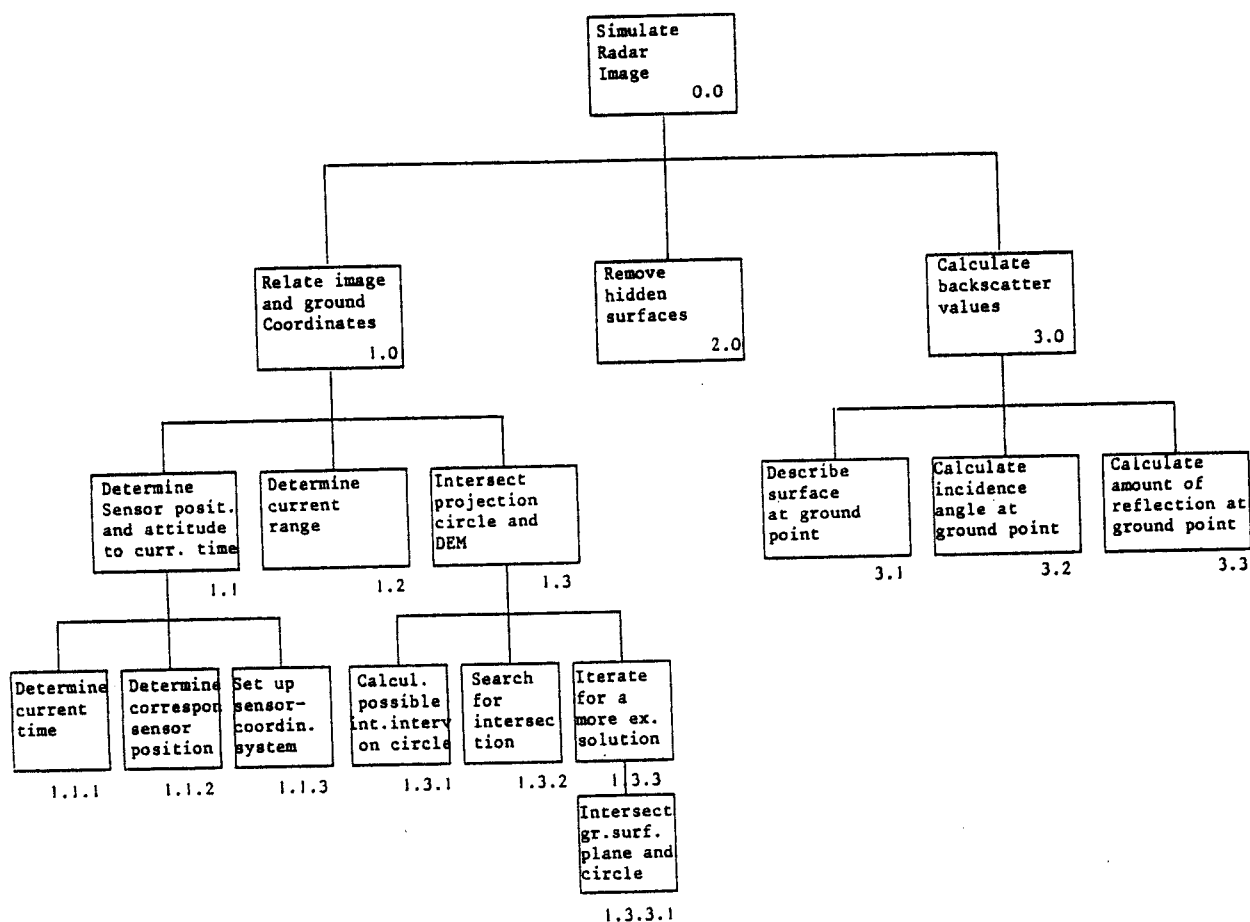 Simulate
Radar
Image
0.0
Relate image
and ground
Coordinates
1.0
Remove
hidden
surfaces
2.0
Calculate
backscatter
values
3.0
Determine
Sensor posit.
and attitude
to curr. time
1.1
Determine
current
range
1.2
Intersect
projection
circle and
DEM
1.3
Describe
surface
at ground
point
3.1
Calculate
incidence
angle at
ground point
3.2
Calculate
amount of
reflection at
ground point
3.3
Determine
current
time
1.1.1
Determine
correspon
sensor
position
1.1.2
Set up
sensor-
coordin.
system
1.1.3
Calcul.
possible
int.interv
on circle
1.3.1
Search
for
intersec
tion
1.3.2
Iterate
for a
more ex.
solution
1.3.3
Intersect
gr.surf.
plane and
circle
1.3.3.1